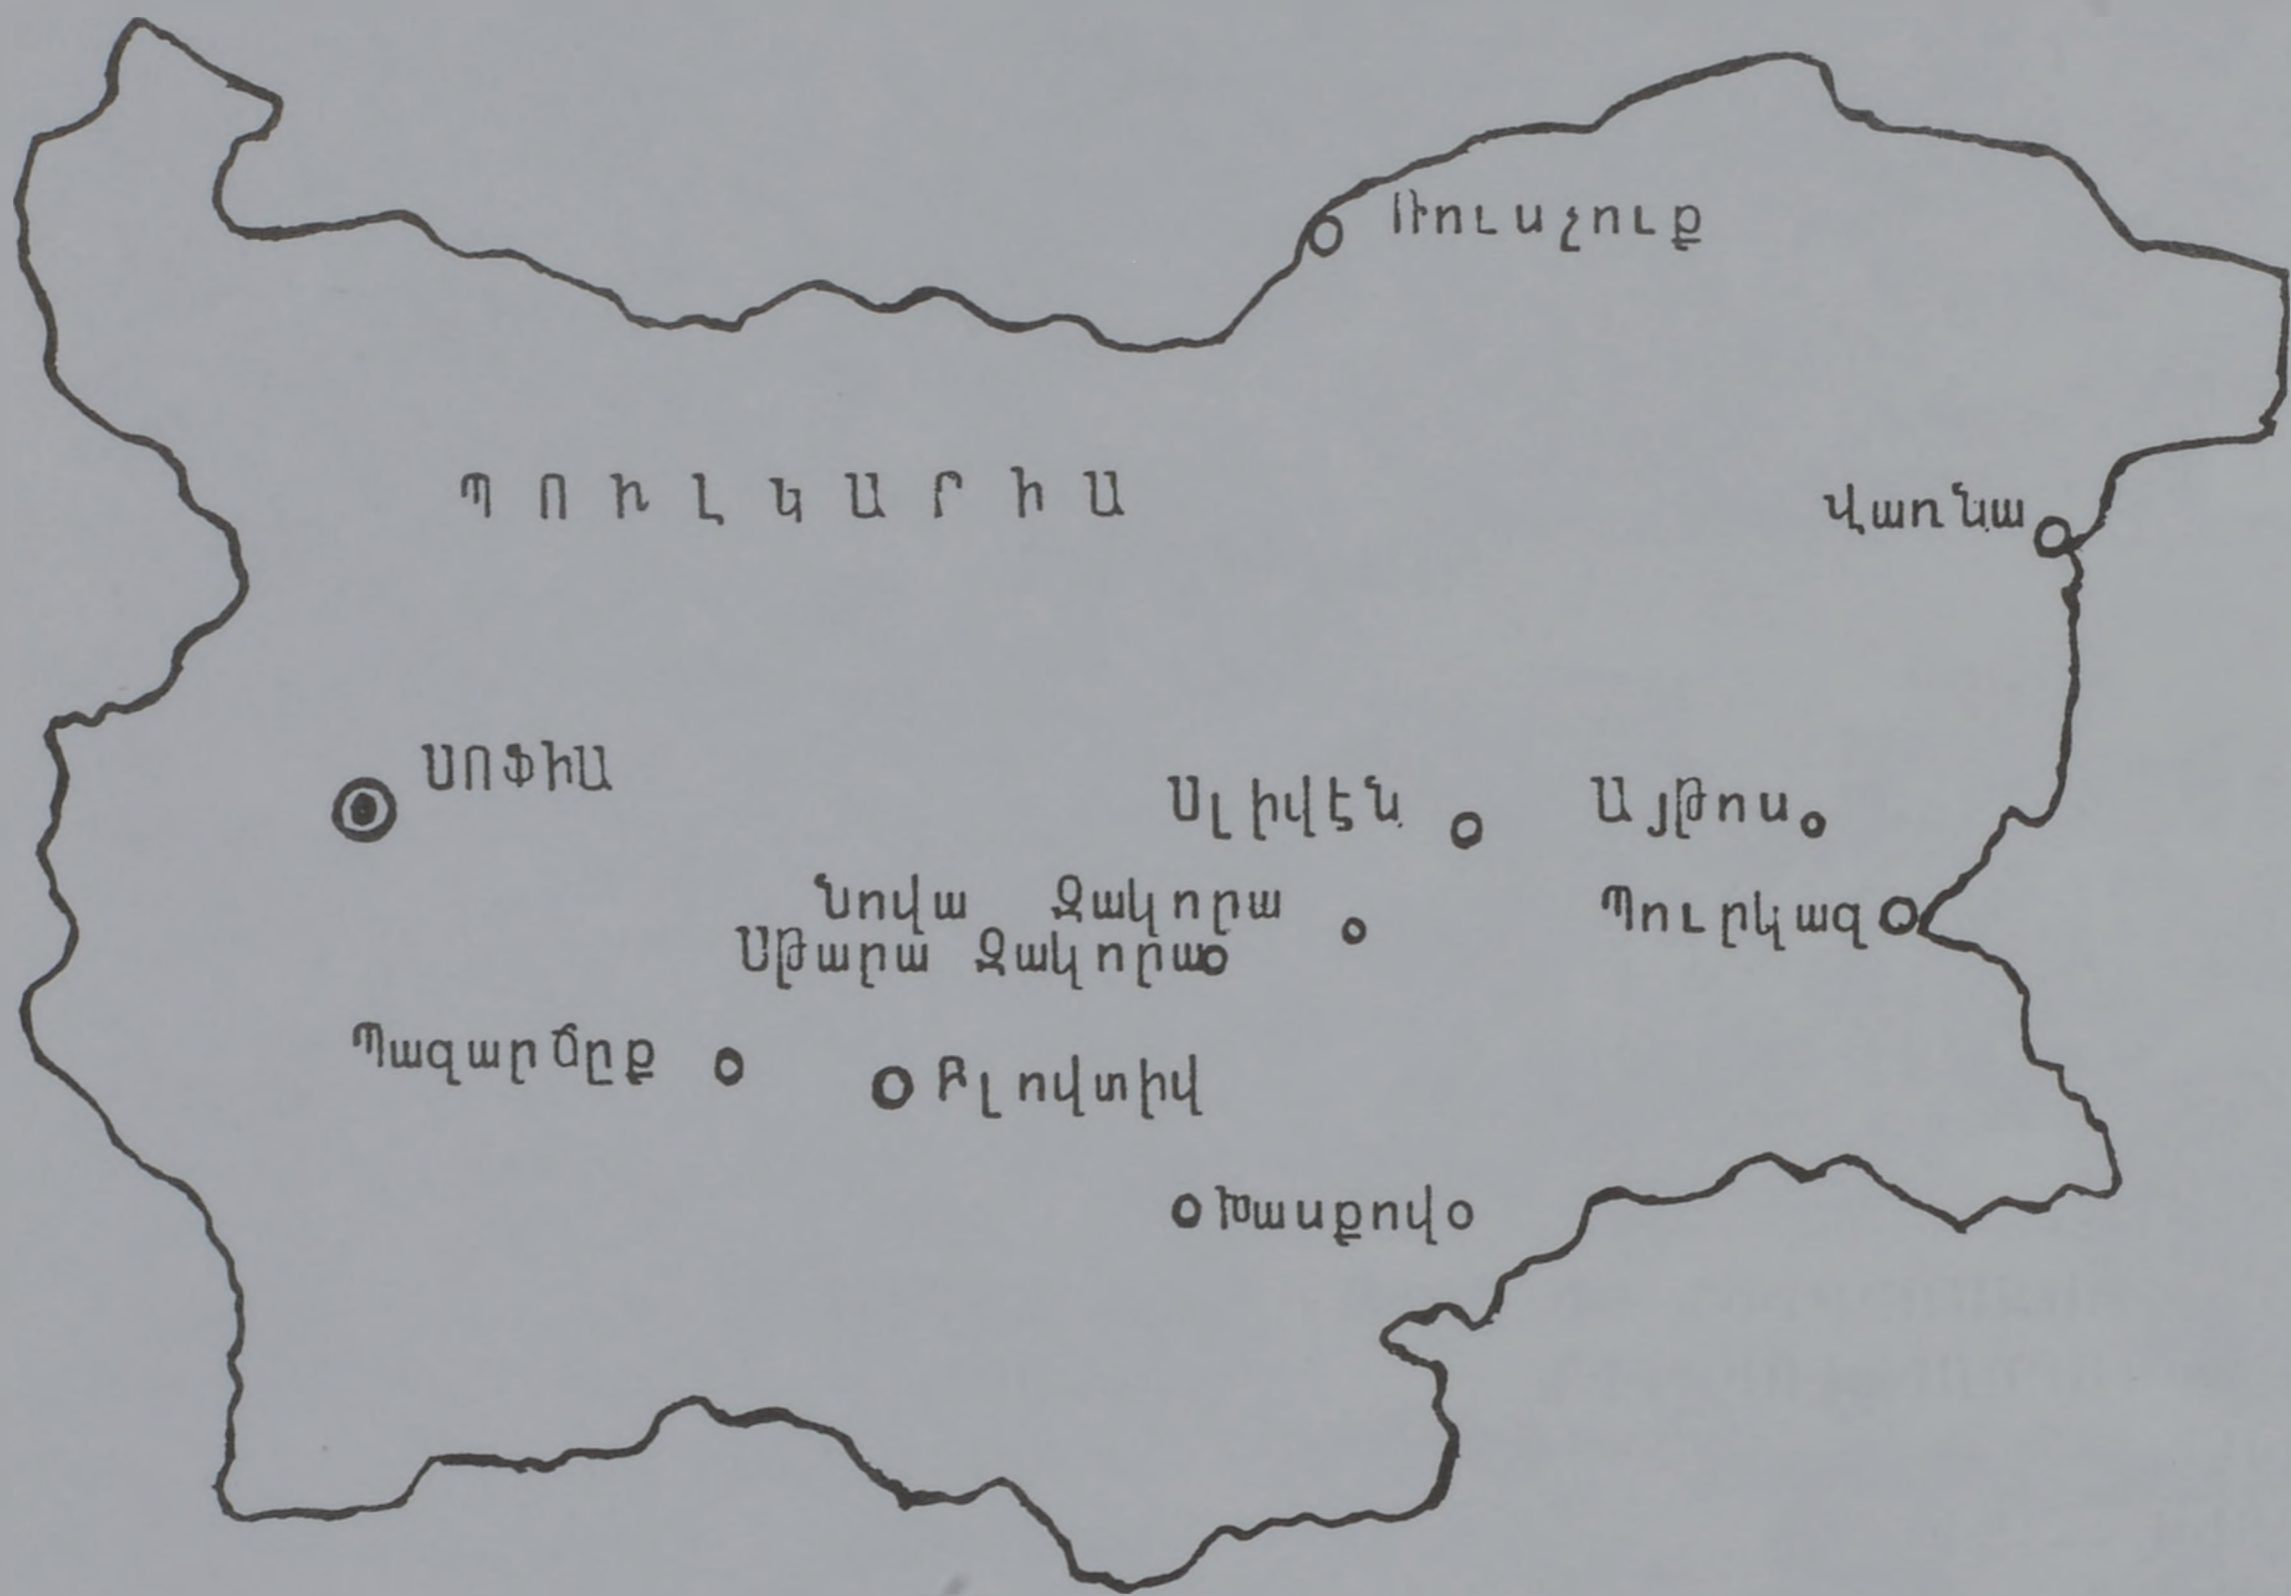 Ռուսչուք
ՊՈՒԼԿԱՐԻԱ
Վառնա
ՍՈՖԻԱ
Սլիվէն
Այթոս
Նովա Զակորա
Սթարա Զակորա
Պուրկազ
Պազարճըք
Բլովտիվ
Խասքովօ